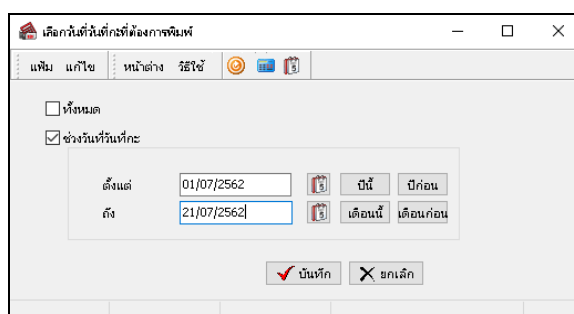 เลือกวันที่วันที่กะที่ต้องการพิมพ์
แฟ้ม แก้ไข หน้าต่าง วิธีใช้
ทั้งหมด
ช่วงวันที่วันที่กะ
ตั้งแต่ 01/07/2562 ปีนี้ ปีก่อน
ถึง 21/07/2562 เดือนนี้ เดือนก่อน
บันทึก ยกเลิก